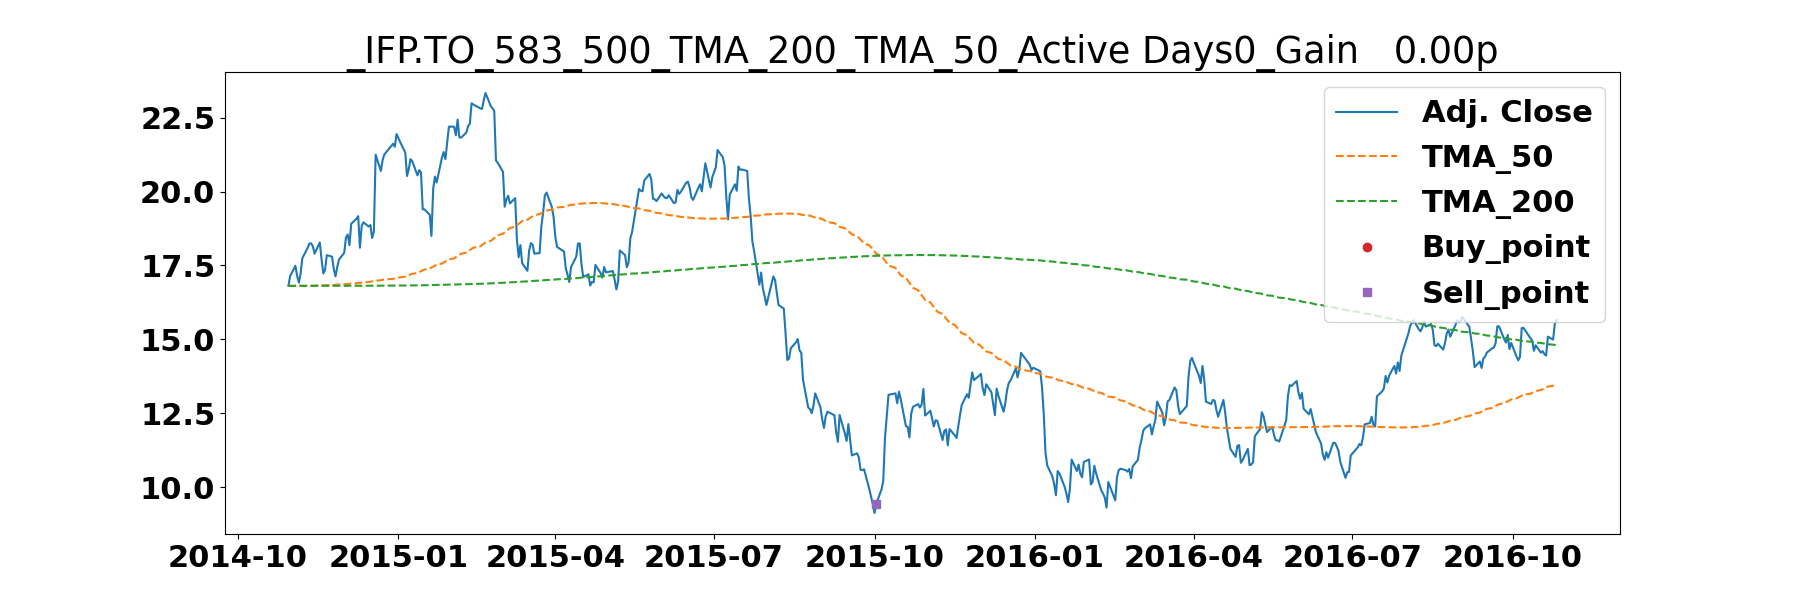 _IFP.TO_583_500_TMA_200_TMA_50_Active Days0_Gain   0.00p
22.5
20.0
17.5
15.0
12.5
10.0
Adj. Close
TMA_50
TMA_200
Buy_point
Sell_point
2014-10 2015-01 2015-04 2015-07 2015-10 2016-01 2016-04 2016-07 2016-10